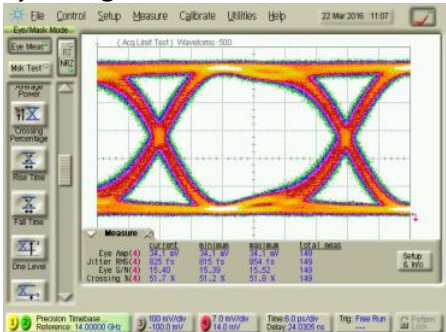 File Control Setup Measure Calibrate Utilities Help 22 Mar 2016 11:07
Eye/Mask Mode
Eye Meas
RZ
NRZ
Msk Test
( Acq Limit Test ) Waveforms: 500
Average Power
Crossing Percentage
Rise Time
Fall Time
One Level
Measure
current minimum maximum total meas
Eye Amp(4) 34.1 mV 34.1 mV 34.1 mV 149
Jitter RMS(4) 825 fs 815 fs 854 fs 149
Eye S/N(4) 15.40 15.39 15.52 149
Crossing %(4) 51.7 % 51.2 % 51.8 % 149
Setup & Info
Precision Timebase... 100 mV/div 7.0 mV/div Time:6.0 ps/div Trig: Free Run Pattern
Reference: 14.00000 GHz -100.0 mV 14.0 mV Delay:24.0305 ns --- Lock